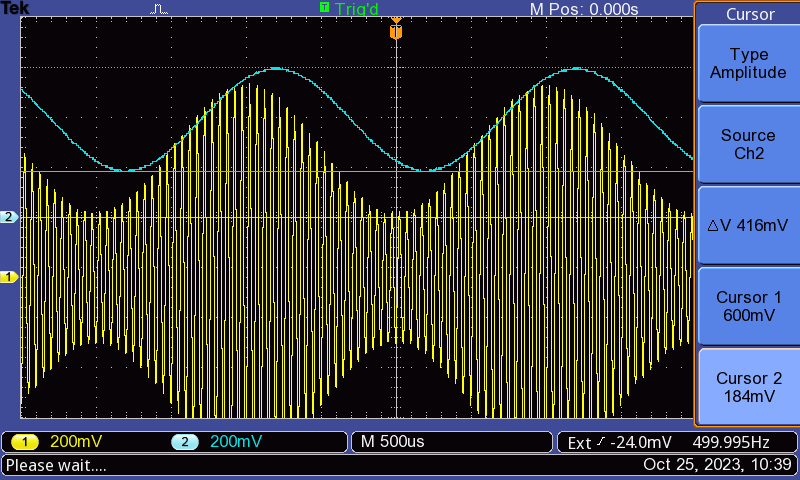 Tek T Trig'd M Pos: 0.000s
Cursor
T
Type
Amplitude
Source
Ch2
2
△V 416mV
1
Cursor 1
600mV
Cursor 2
184mV
1 200mV 2 200mV M 500us Ext -24.0mV 499.995Hz
Please wait.... Oct 25, 2023, 10:39